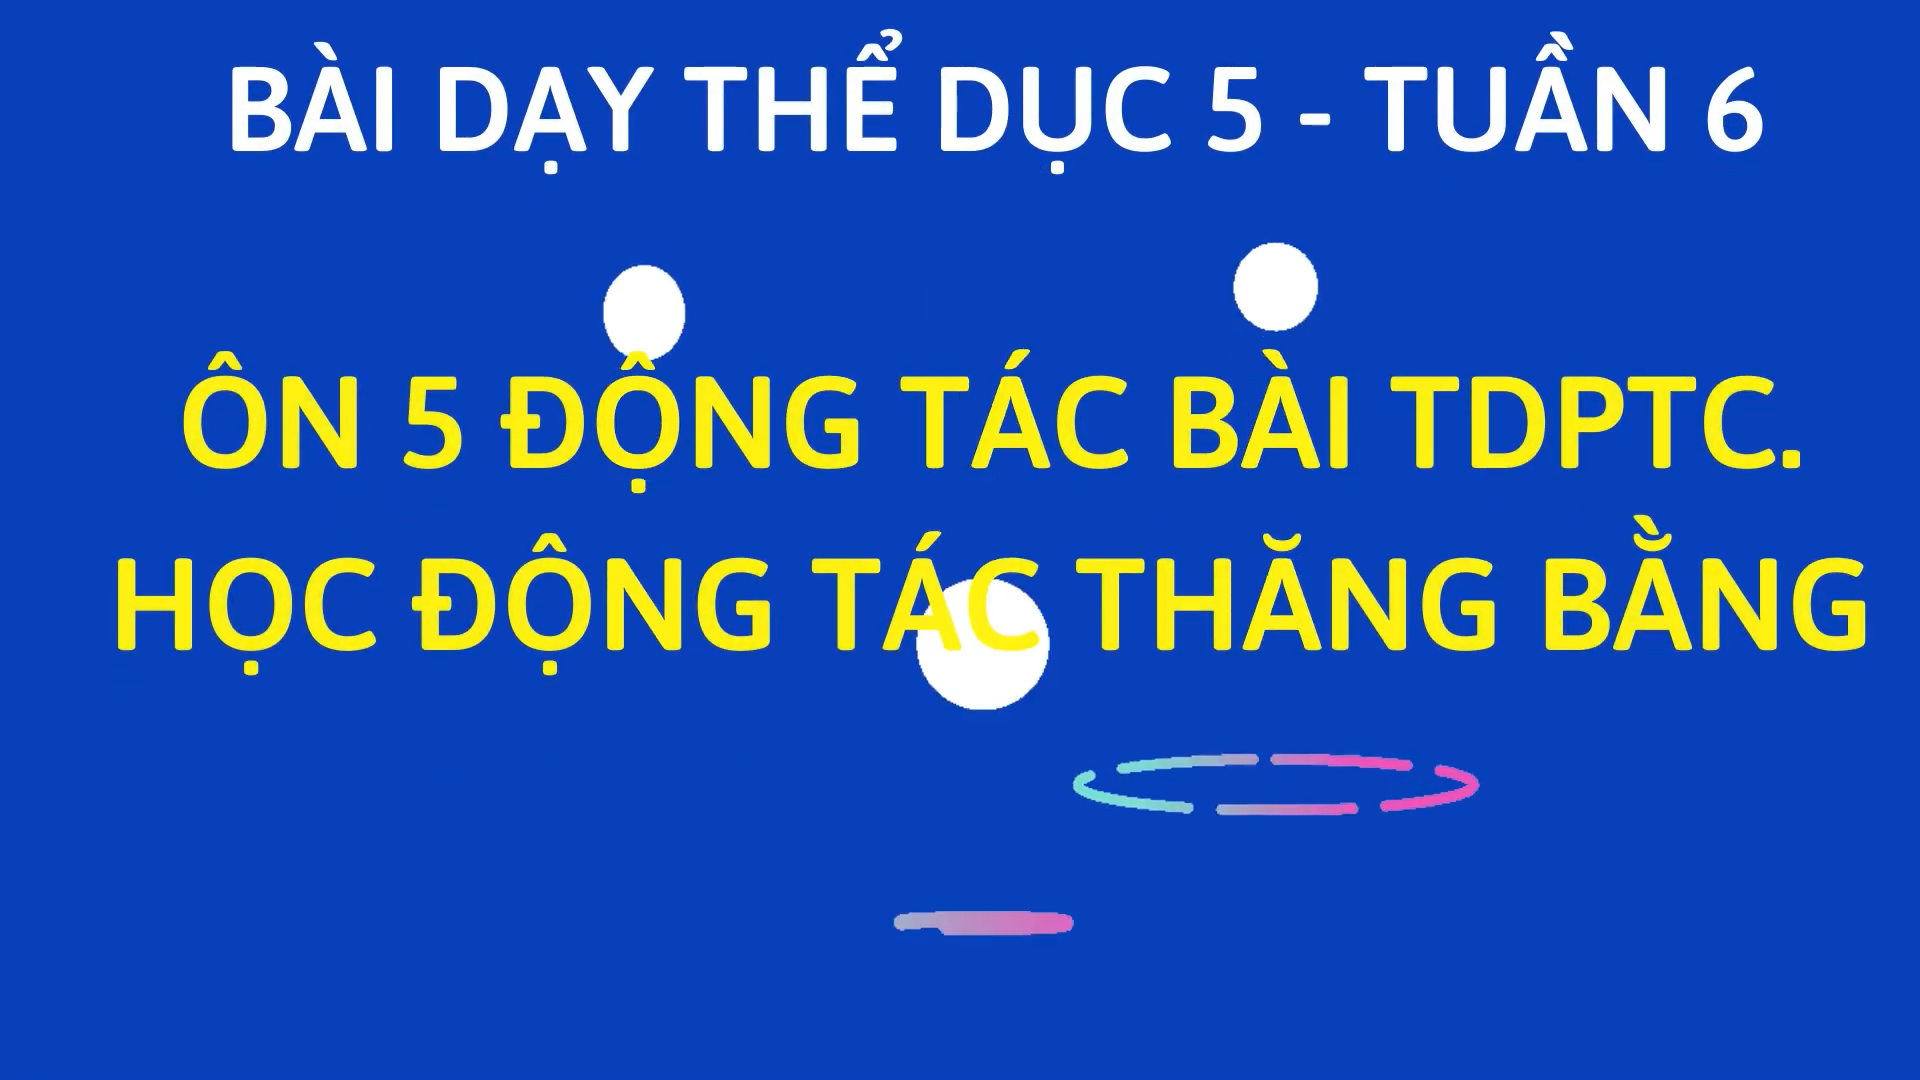 BÀI DẠY THỂ DỤC 5 - TUẦN 6
ÔN 5 ĐỘNG TÁC BÀI TDPTC.
HỌC ĐỘNG TÁC THĂNG BẰNG